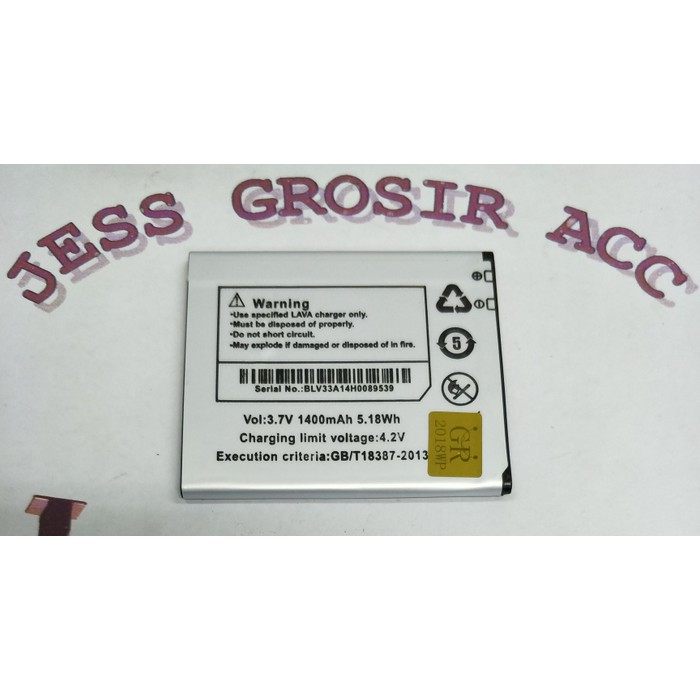 JESS GROSIR ACC
Warning
•Use specified LAVA charger only.
•Must be disposed of properly.
•Do not short circuit.
•May explode if damaged or disposed of in fire.
Serial No.:BLV33A14H0089539
Vol:3.7V 1400mAh 5.18Wh
Charging limit voltage:4.2V
Execution criteria:GB/T18387-2013
5
GR
2018WP